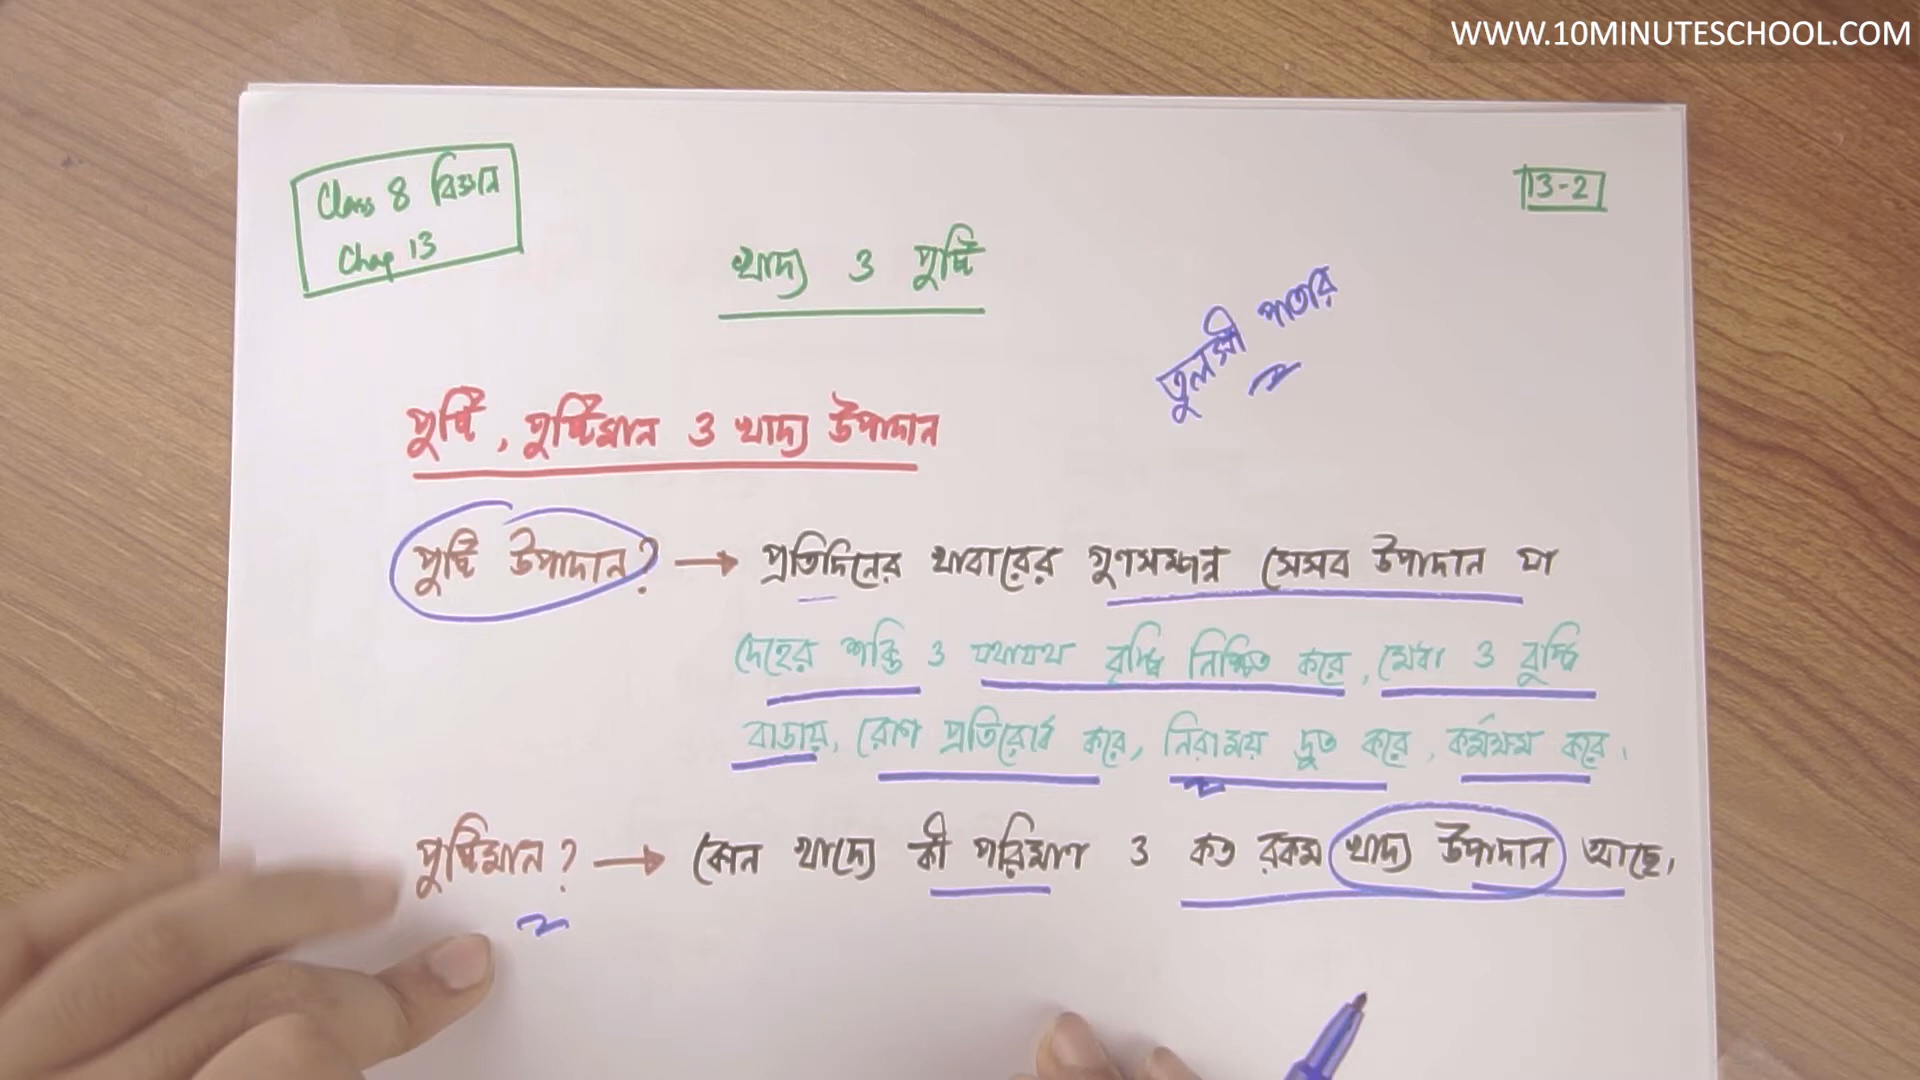 WWW.10MINUTESCHOOL.COM
Class 8 বিজ্ঞান
Chap 13
13-2
খাদ্য ও পুষ্টি
তুলসী পাতার
পুষ্টি, পুষ্টিমান ও খাদ্য উপাদান
পুষ্টি উপাদান? → প্রতিদিনের খাবারের গুণসম্পন্ন সেসব উপাদান যা
দেহের শক্তি ও যথাযথ বৃদ্ধি নিশ্চিত করে, মেধা ও বুদ্ধি
বাড়ায়, রোগ প্রতিরোধ করে, নিরাময় দ্রুত করে, কর্মক্ষম করে।
পুষ্টিমান? → কোন খাদ্যে কী পরিমাণ ও কত রকম খাদ্য উপাদান আছে।